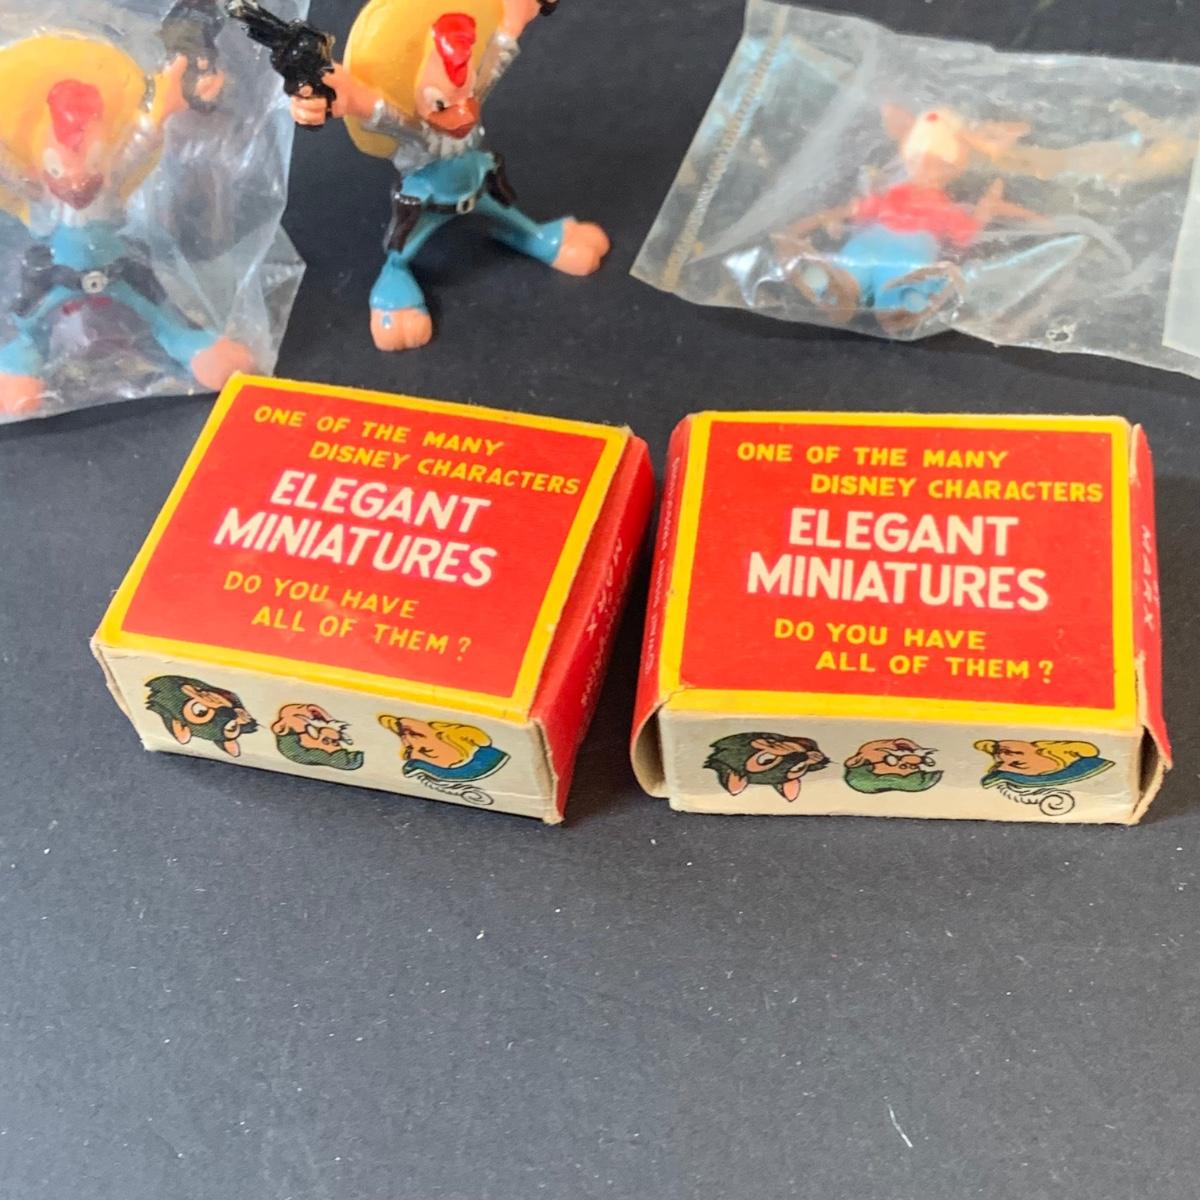 ONE OF THE MANY
DISNEY CHARACTERS
ELEGANT
MINIATURES
DO YOU HAVE
ALL OF THEM?
ONE OF THE MANY
DISNEY CHARACTERS
ELEGANT
MINIATURES
DO YOU HAVE
ALL OF THEM?
MARX